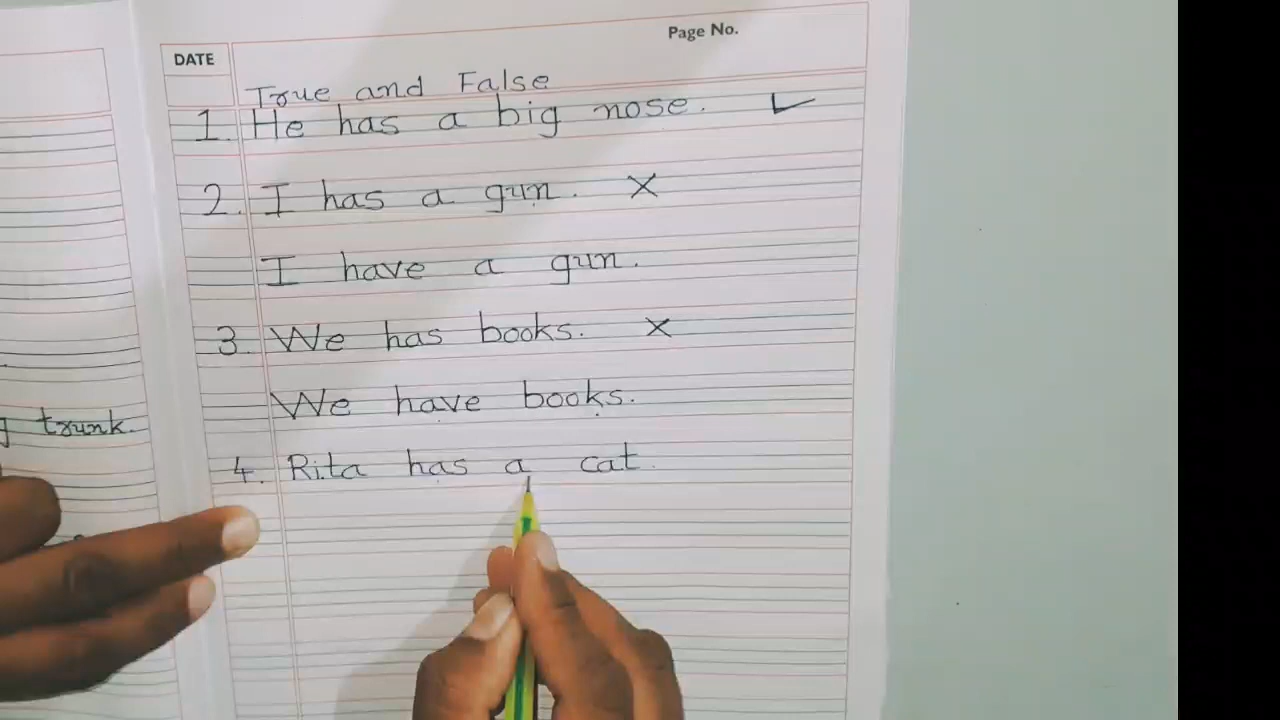 Page No.
DATE
True and False
1. He has a big nose. ✓
2. I has a gun. X
I have a gun.
3. We has books. X
We have books.
trunk.
4. Rita has a cat.